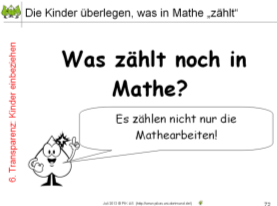 Die Kinder überlegen, was in Mathe „zählt“
6. Transparenz: Kinder einbeziehen
Was zählt noch in
Mathe?
Es zählen nicht nur die
Mathearbeiten!